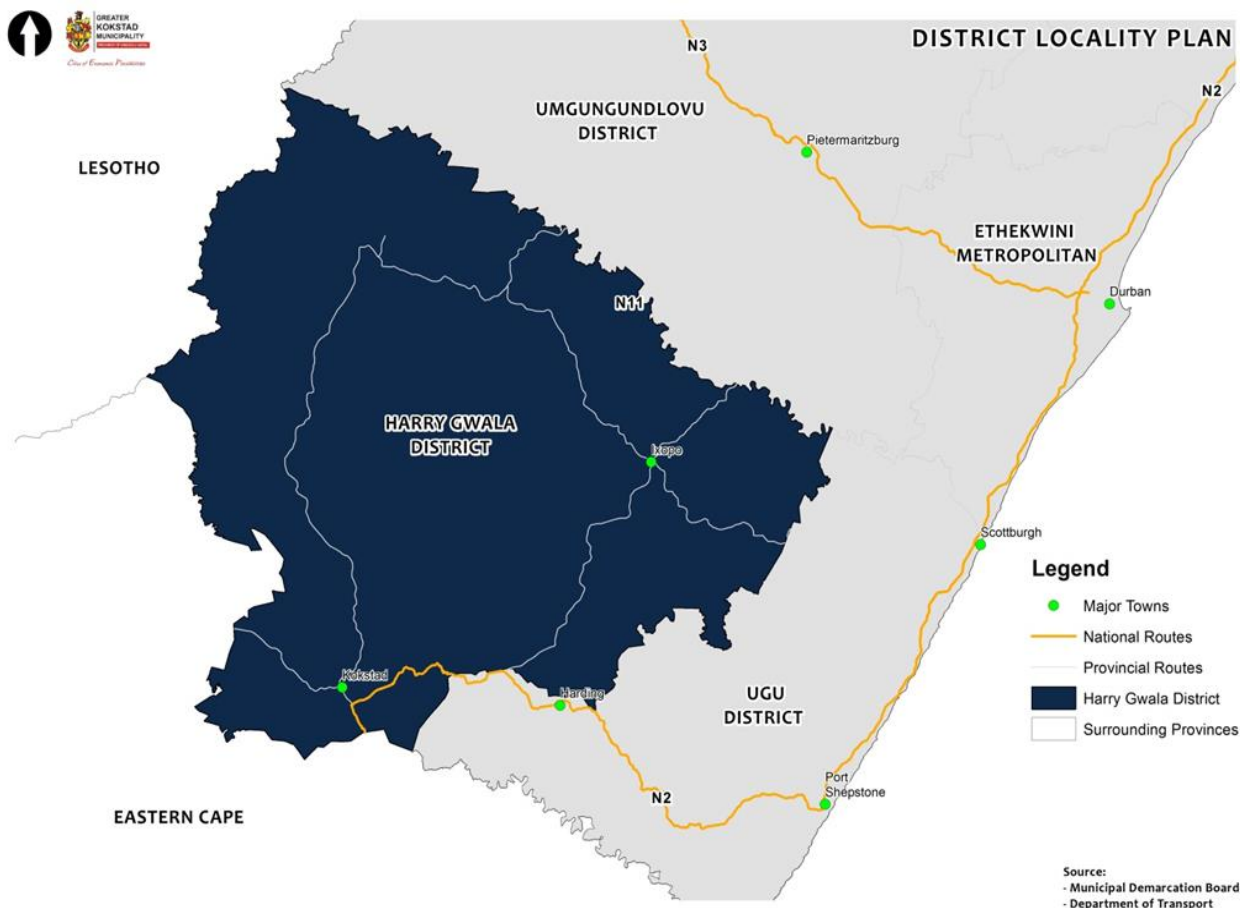 GREATER
KOKSTAD
MUNICIPALITY
DISTRICT LOCALITY PLAN
N3
N2
UMGUNGUNDLOVU
DISTRICT
Pietermaritzburg
LESOTHO
ETHEKWINI
METROPOLITAN
Durban
N11
HARRY GWALA
DISTRICT
Ixopo
Scottburgh
Legend
Major Towns
National Routes
Provincial Routes
Harry Gwala District
Surrounding Provinces
Kokstad
Harding
UGU
DISTRICT
Port
Shepstone
N2
EASTERN CAPE
Source:
- Municipal Demarcation Board
- Department of Transport